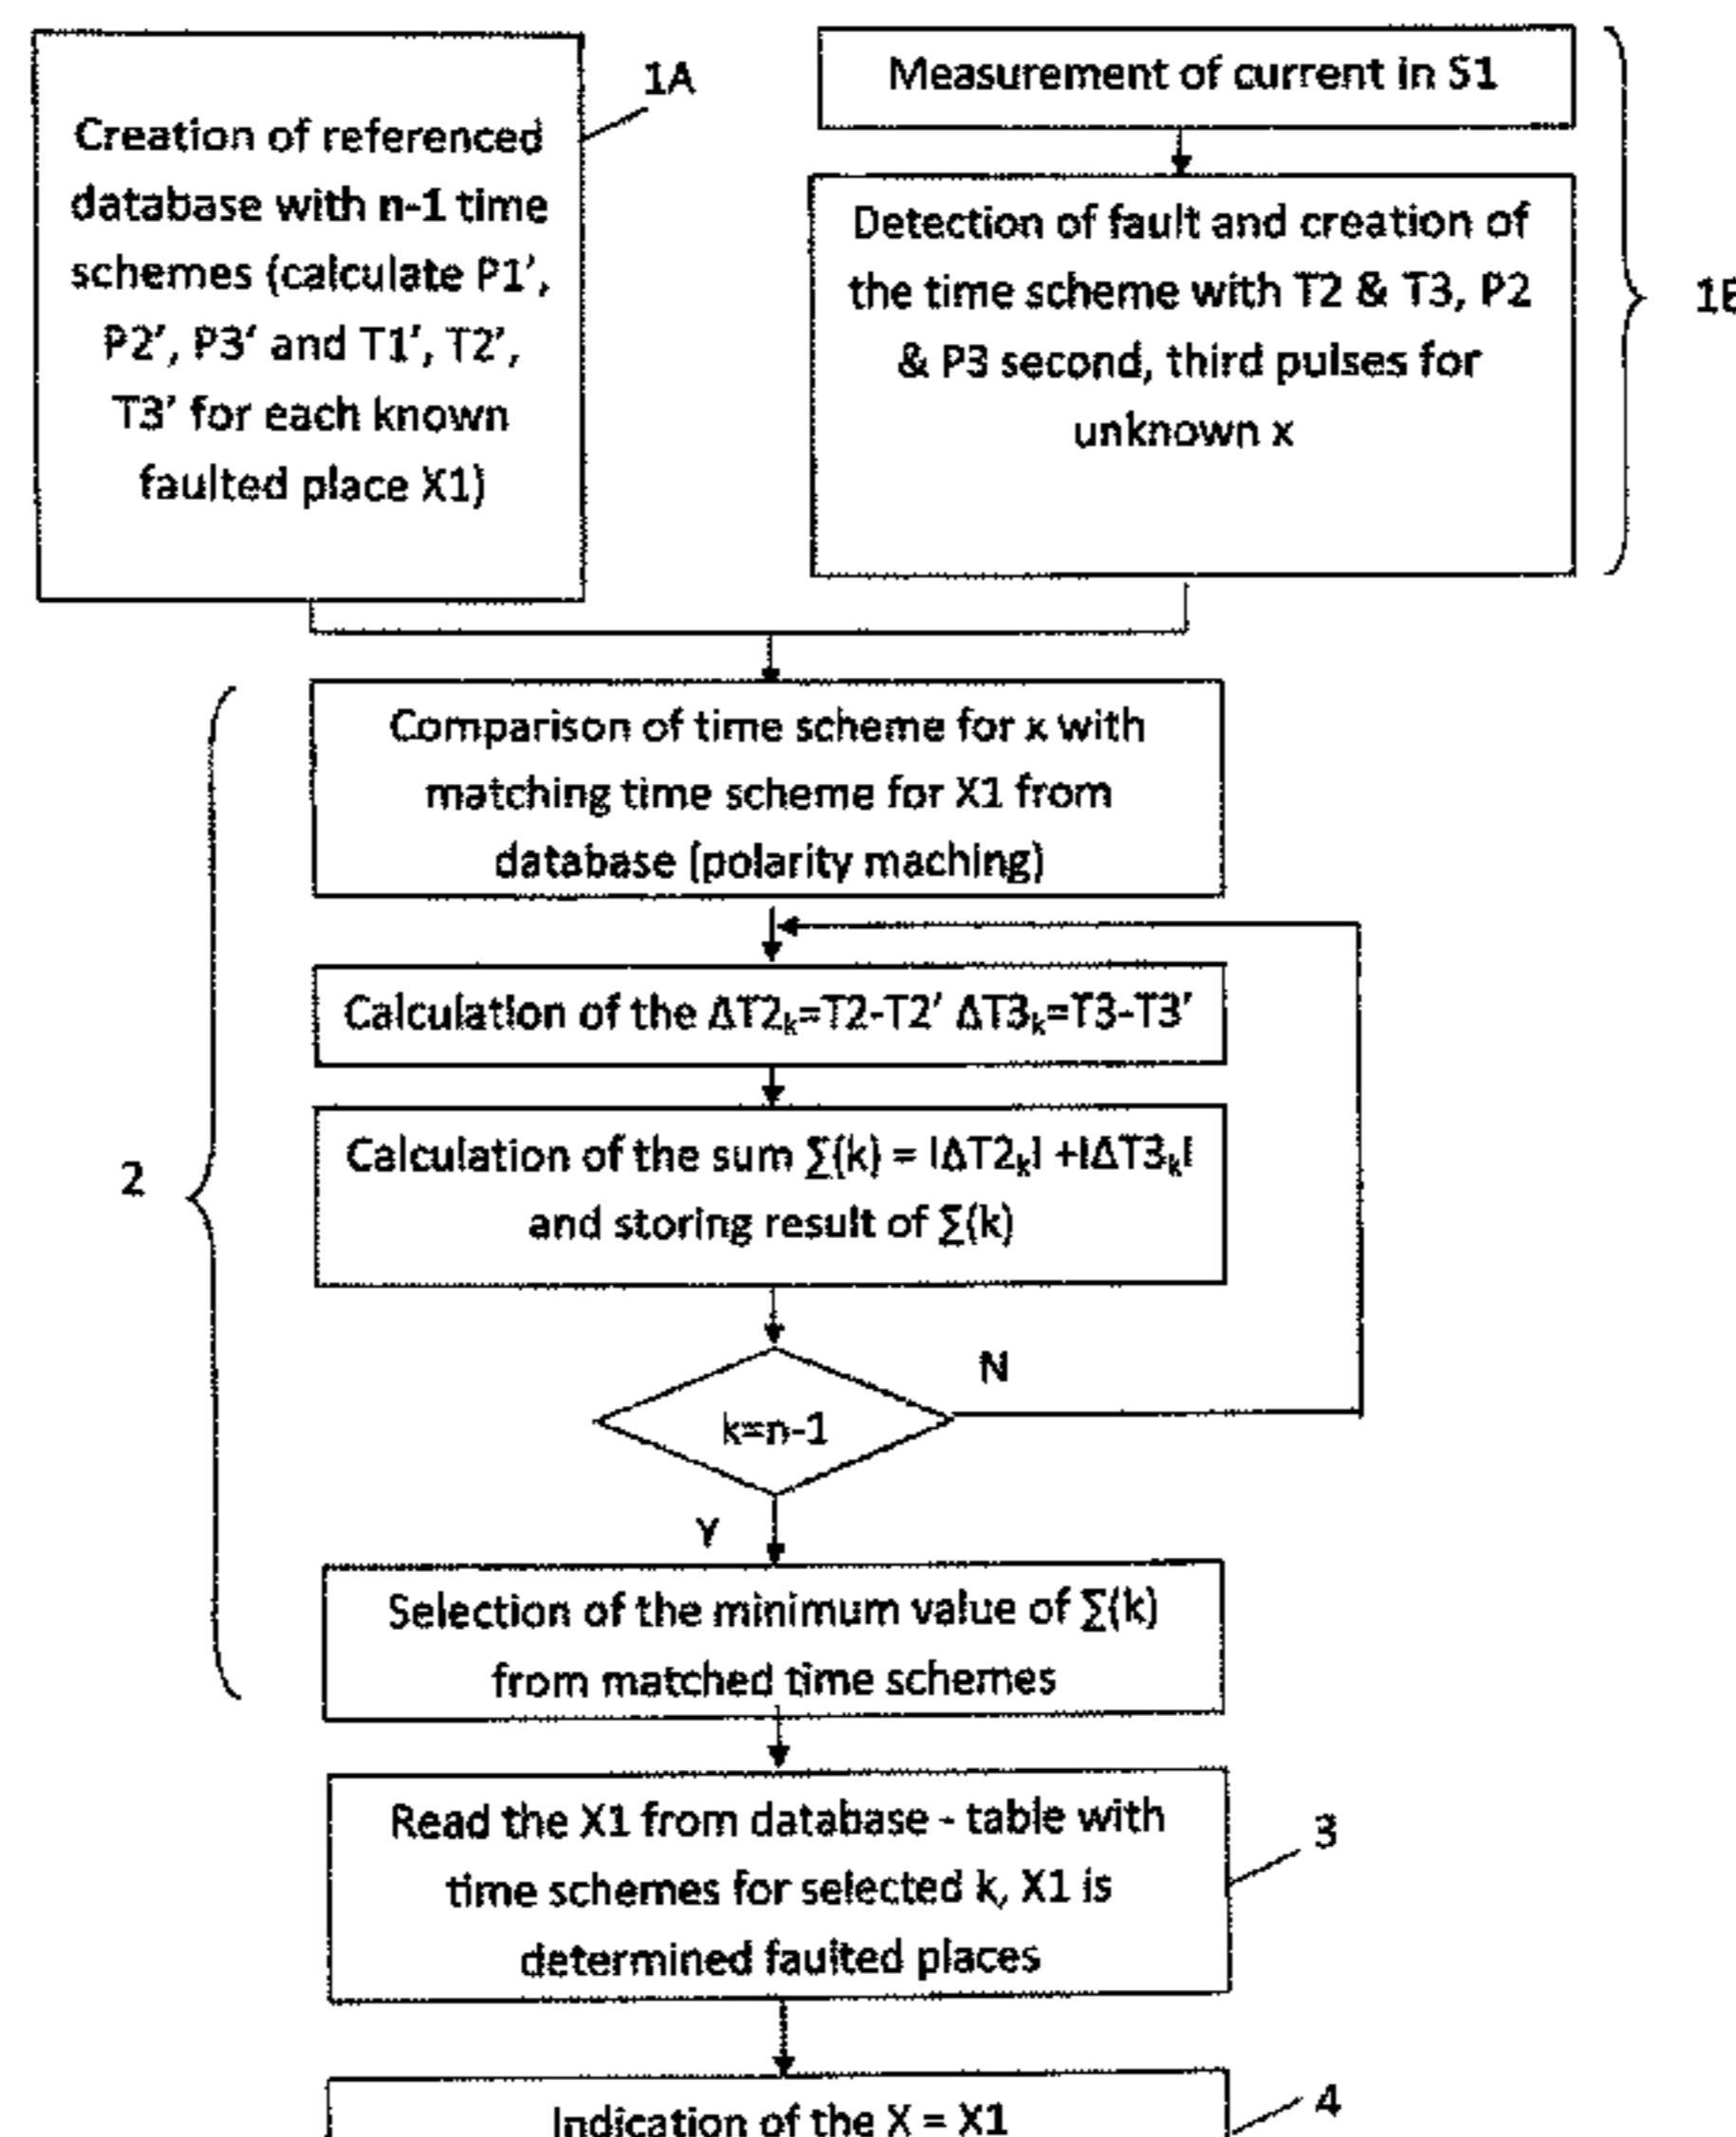 1A
Creation of referenced
database with n-1 time
schemes (calculate P1',
P2', P3' and T1', T2',
T3' for each known
faulted place X1)
Measurement of current in S1
Detection of fault and creation of
the time scheme with T2 & T3, P2
& P3 second, third pulses for
unknown x
Comparison of time scheme for x with
matching time scheme for X1 from
database (polarity maching)
Calculation of the ΔT2ₖ=T2-T2' ΔT3ₖ=T3-T3'
Calculation of the sum ∑(k) = |ΔT2ₖ| +|ΔT3ₖ|
and storing result of ∑(k)
2
N
k=n-1
Y
Selection of the minimum value of ∑(k)
from matched time schemes
Read the X1 from database - table with
time schemes for selected k, X1 is
determined faulted places
3
Indication of the X = X1
4